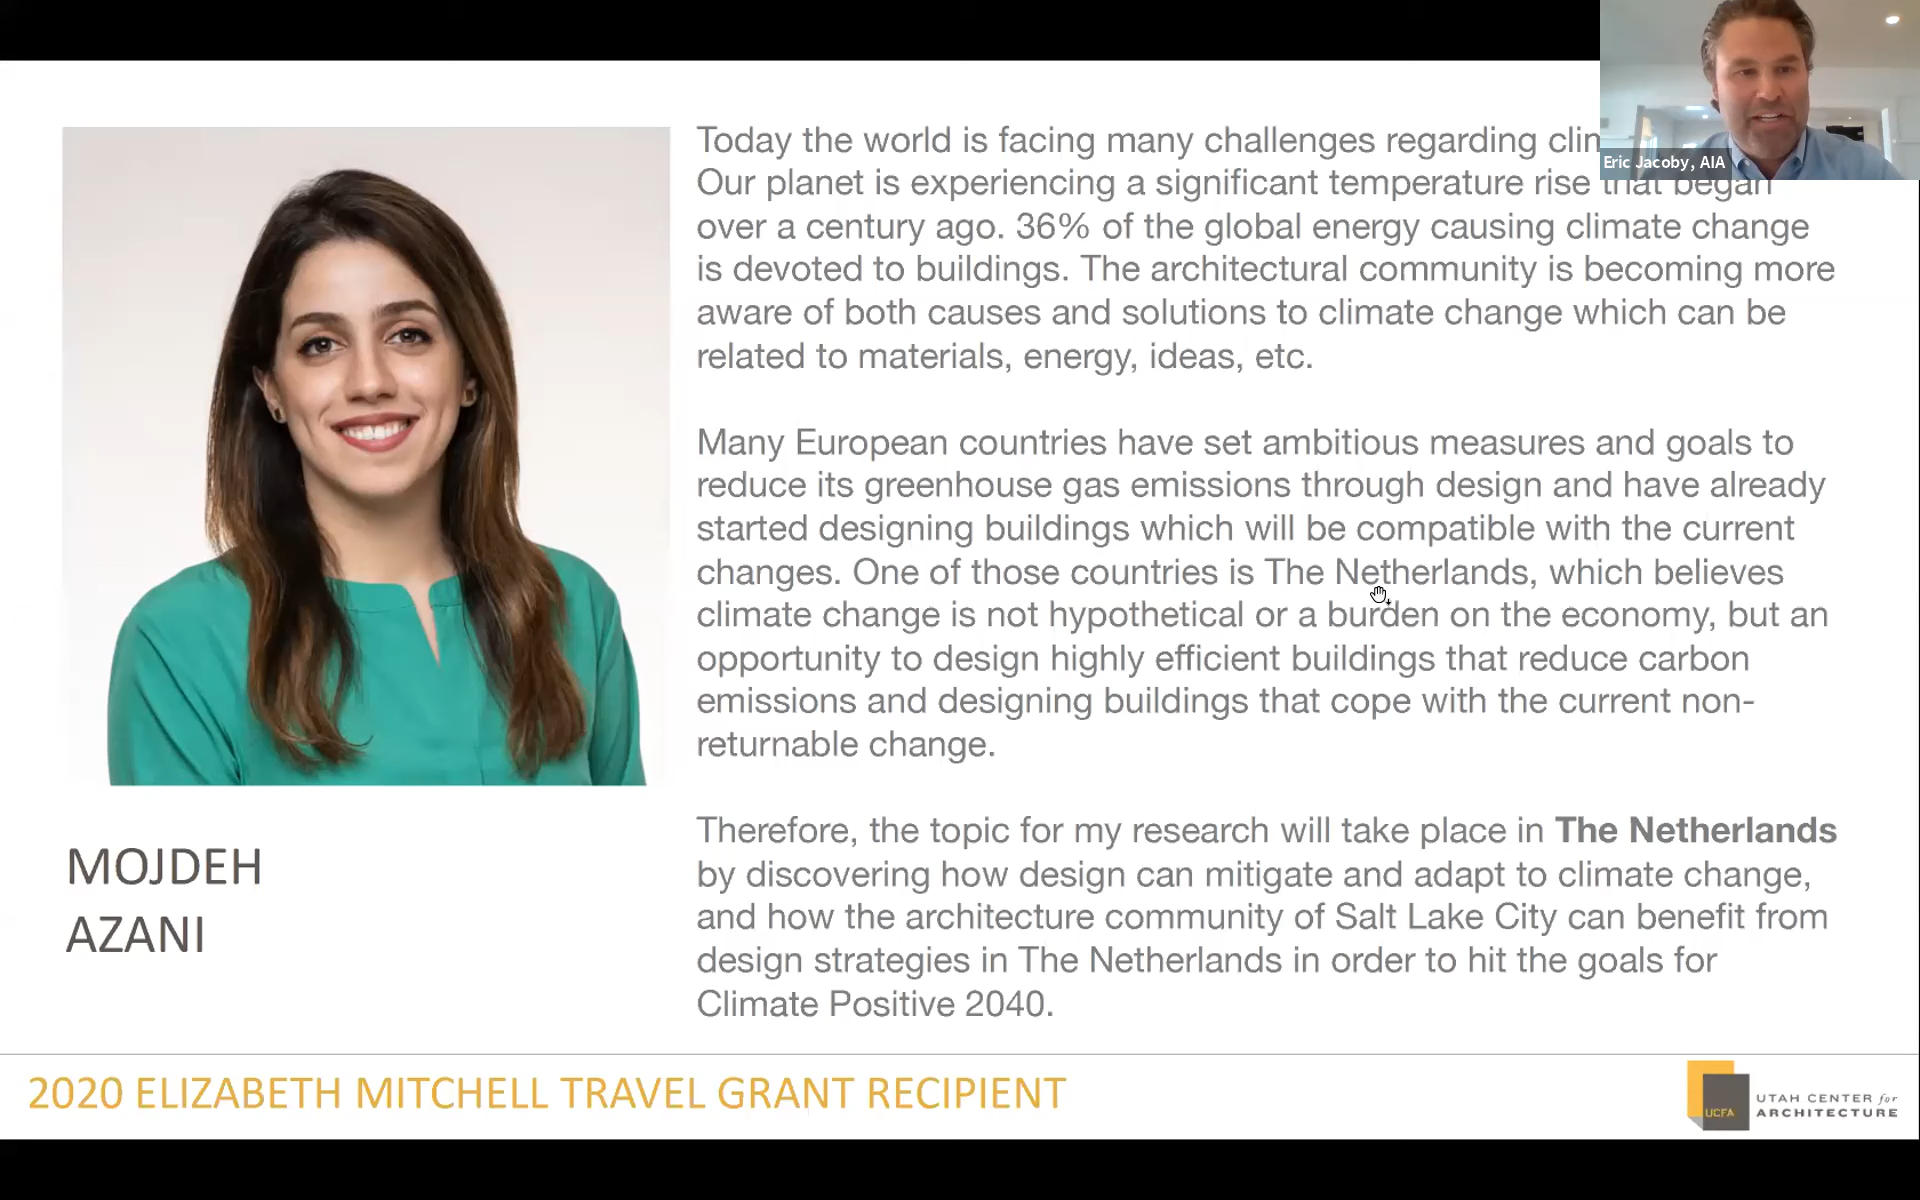 Today the world is facing many challenges regarding
Eric Jacoby, AIA
Our planet is experiencing a significant temperature rise that began
over a century ago. 36% of the global energy causing climate change
is devoted to buildings. The architectural community is becoming more
aware of both causes and solutions to climate change which can be
related to materials, energy, ideas, etc.
Many European countries have set ambitious measures and goals to
reduce its greenhouse gas emissions through design and have already
started designing buildings which will be compatible with the current
changes. One of those countries is The Netherlands, which believes
climate change is not hypothetical or a burden on the economy, but an
opportunity to design highly efficient buildings that reduce carbon
emissions and designing buildings that cope with the current non-
returnable change.
Therefore, the topic for my research will take place in The Netherlands
by discovering how design can mitigate and adapt to climate change,
and how the architecture community of Salt Lake City can benefit from
design strategies in The Netherlands in order to hit the goals for
Climate Positive 2040.
MOJDEH
AZANI
2020 ELIZABETH MITCHELL TRAVEL GRANT RECIPIENT
UCFA
UTAH CENTER for
ARCHITECTURE